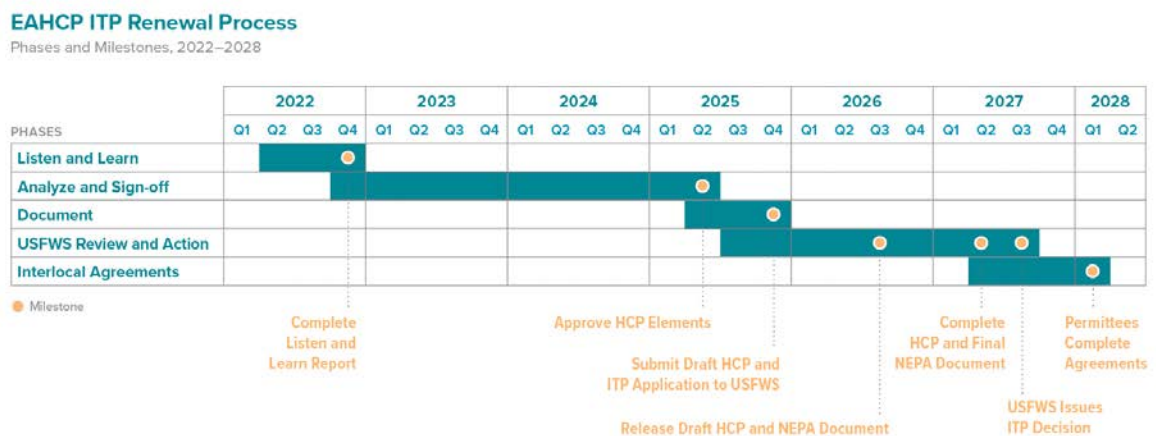 EAHCP ITP Renewal Process
Phases and Milestones, 2022–2028
2022 2023 2024 2025 2026 2027 2028
PHASES Q1 Q2 Q3 Q4 Q1 Q2 Q3 Q4 Q1 Q2 Q3 Q4 Q1 Q2 Q3 Q4 Q1 Q2 Q3 Q4 Q1 Q2 Q3 Q4 Q1 Q2
Listen and Learn
Analyze and Sign-off
Document
USFWS Review and Action
Interlocal Agreements
Milestone
Complete
Listen and
Learn Report
Approve HCP Elements
Submit Draft HCP and
ITP Application to USFWS
Release Draft HCP and NEPA Document
Complete
HCP and Final
NEPA Document
USFWS Issues
ITP Decision
Permittees
Complete
Agreements